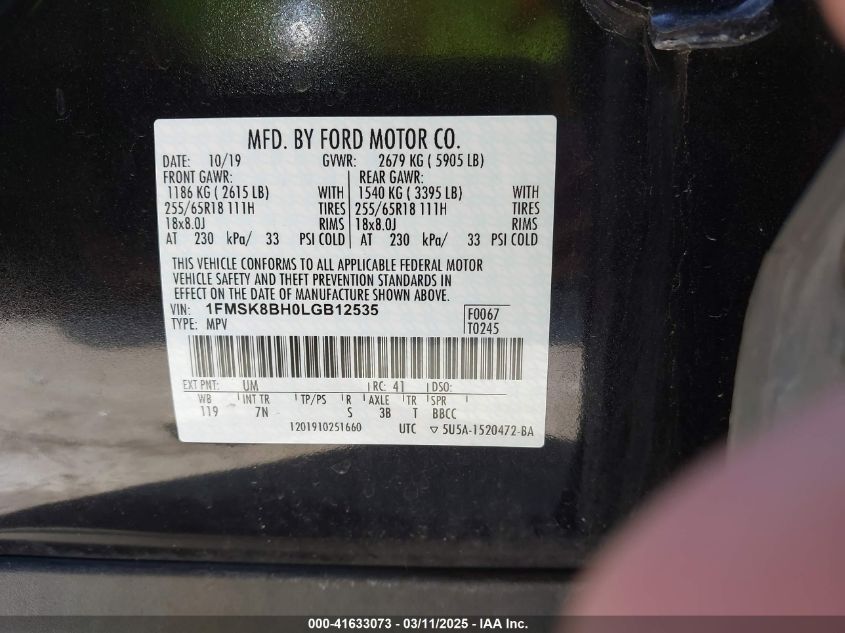 MFD. BY FORD MOTOR CO.
DATE: 10/19 GVWR: 2679 KG ( 5905 LB)
FRONT GAWR: REAR GAWR:
1186 KG ( 2615 LB) WITH 1540 KG ( 3395 LB) WITH
255/65R18 111H TIRES 255/65R18 111H TIRES
18x8.0J RIMS 18x8.0J RIMS
AT 230 kPa/ 33 PSI COLD AT 230 kPa/ 33 PSI COLD
THIS VEHICLE CONFORMS TO ALL APPLICABLE FEDERAL MOTOR
VEHICLE SAFETY AND THEFT PREVENTION STANDARDS IN
EFFECT ON THE DATE OF MANUFACTURE SHOWN ABOVE.
VIN: 1FMSK8BH0LGB12535 F0067
TYPE: MPV T0245
EXT PNT: UM RC: 41 DSO:
WB INT TR TP/PS R AXLE TR SPR
119 7N S 3B T BBCC
1201910251660 UTC ▽ 5U5A-1520472-BA
000-41633073 - 03/11/2025 - IAA Inc.